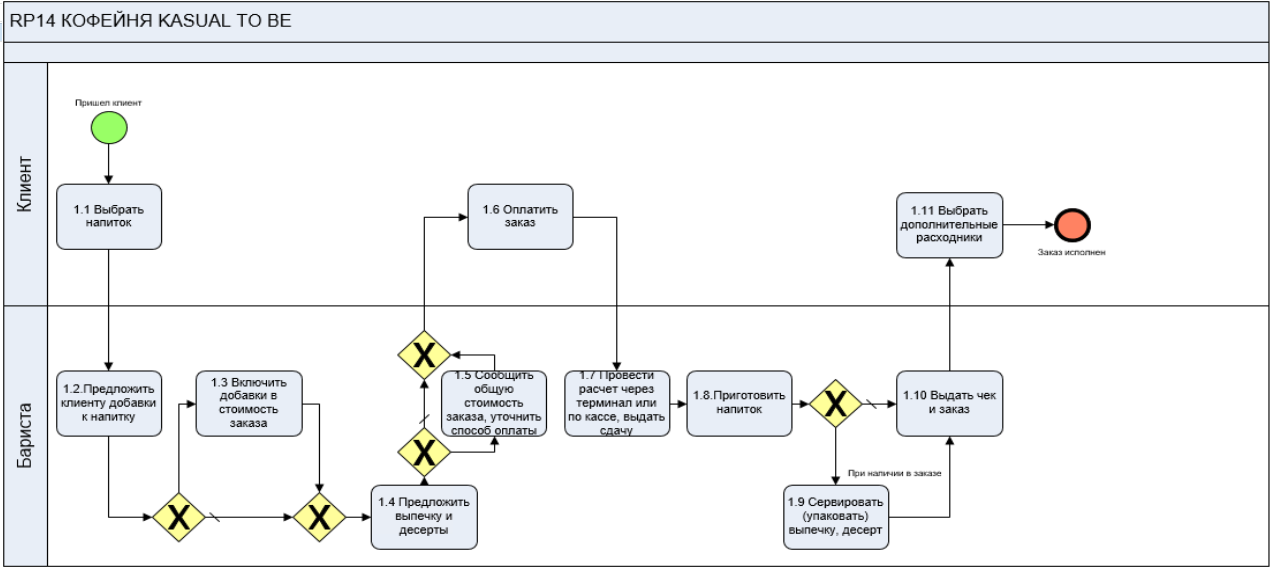 RP14 КОФЕЙНЯ KASUAL TO BE
Клиент
Пришел клиент
1.1 Выбрать
напиток
1.6 Оплатить
заказ
1.11 Выбрать
дополнительные
расходники
Заказ исполнен
Бариста
1.2.Предложить
клиенту добавки
к напитку
1.3 Включить
добавки в
стоимость
заказа
X
X
1.4 Предложить
выпечку и
десерты
X
X
1.5 Сообщить
общую
стоимость
заказа, уточнить
способ оплаты
1.7 Провести
расчет через
терминал или
по кассе, выдать
сдачу
1.8.Приготовить
напиток
X
При наличии в заказе
1.9 Сервировать
(упаковать)
выпечку, десерт
1.10 Выдать чек
и заказ